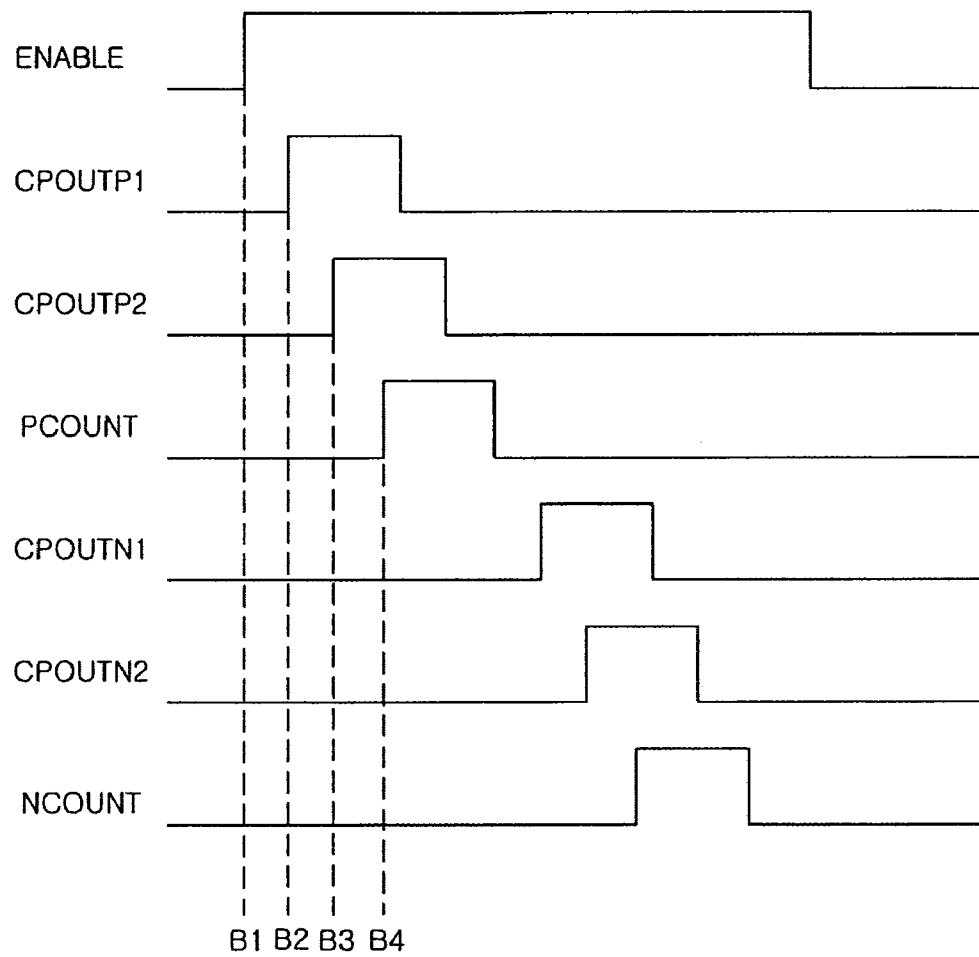 ENABLE
CPOUTP1
CPOUTP2
PCOUNT
CPOUTN1
CPOUTN2
NCOUNT
B1 B2 B3 B4